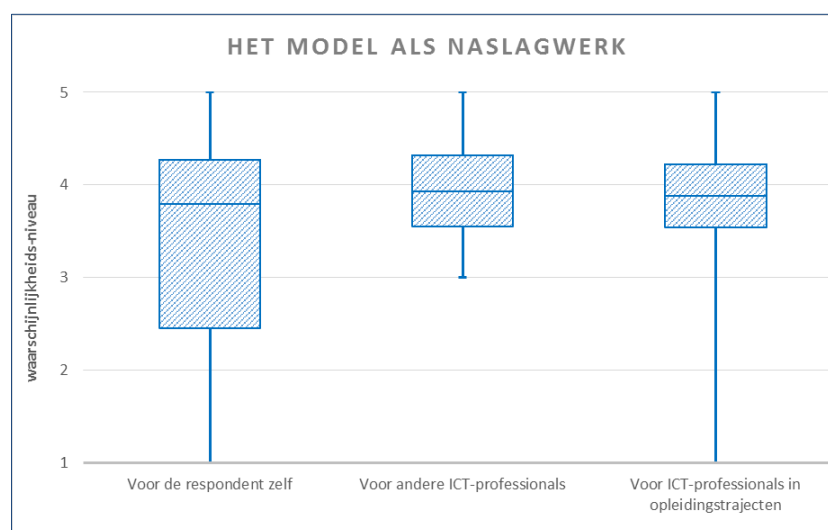 HET MODEL ALS NASLAGWERK
waarschijnlijkheids-niveau
5
4
3
2
1
Voor de respondent zelf
Voor andere ICT-professionals
Voor ICT-professionals in
opleidingstrajecten